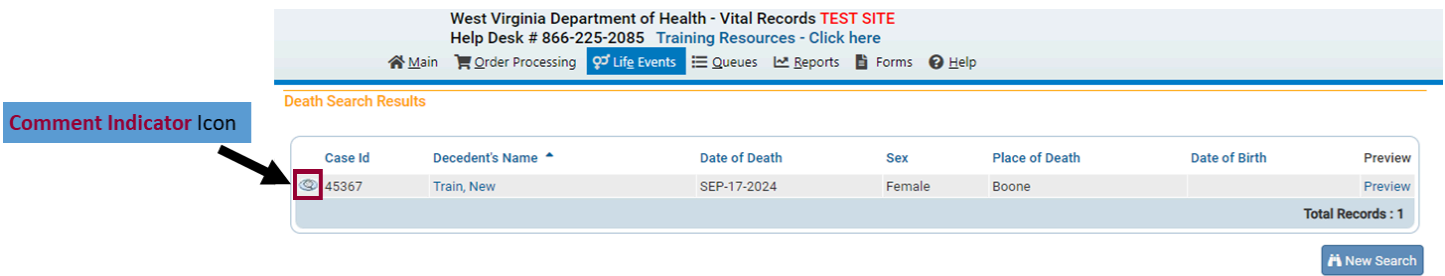 West Virginia Department of Health - Vital Records TEST SITE
Help Desk # 866-225-2085 Training Resources - Click here
Main Order Processing Life Events Queues Reports Forms Help
Death Search Results
Comment Indicator Icon
Case Id Decedent's Name Date of Death Sex Place of Death Date of Birth Preview
45367 Train, New SEP-17-2024 Female Boone Preview
Total Records : 1
New Search